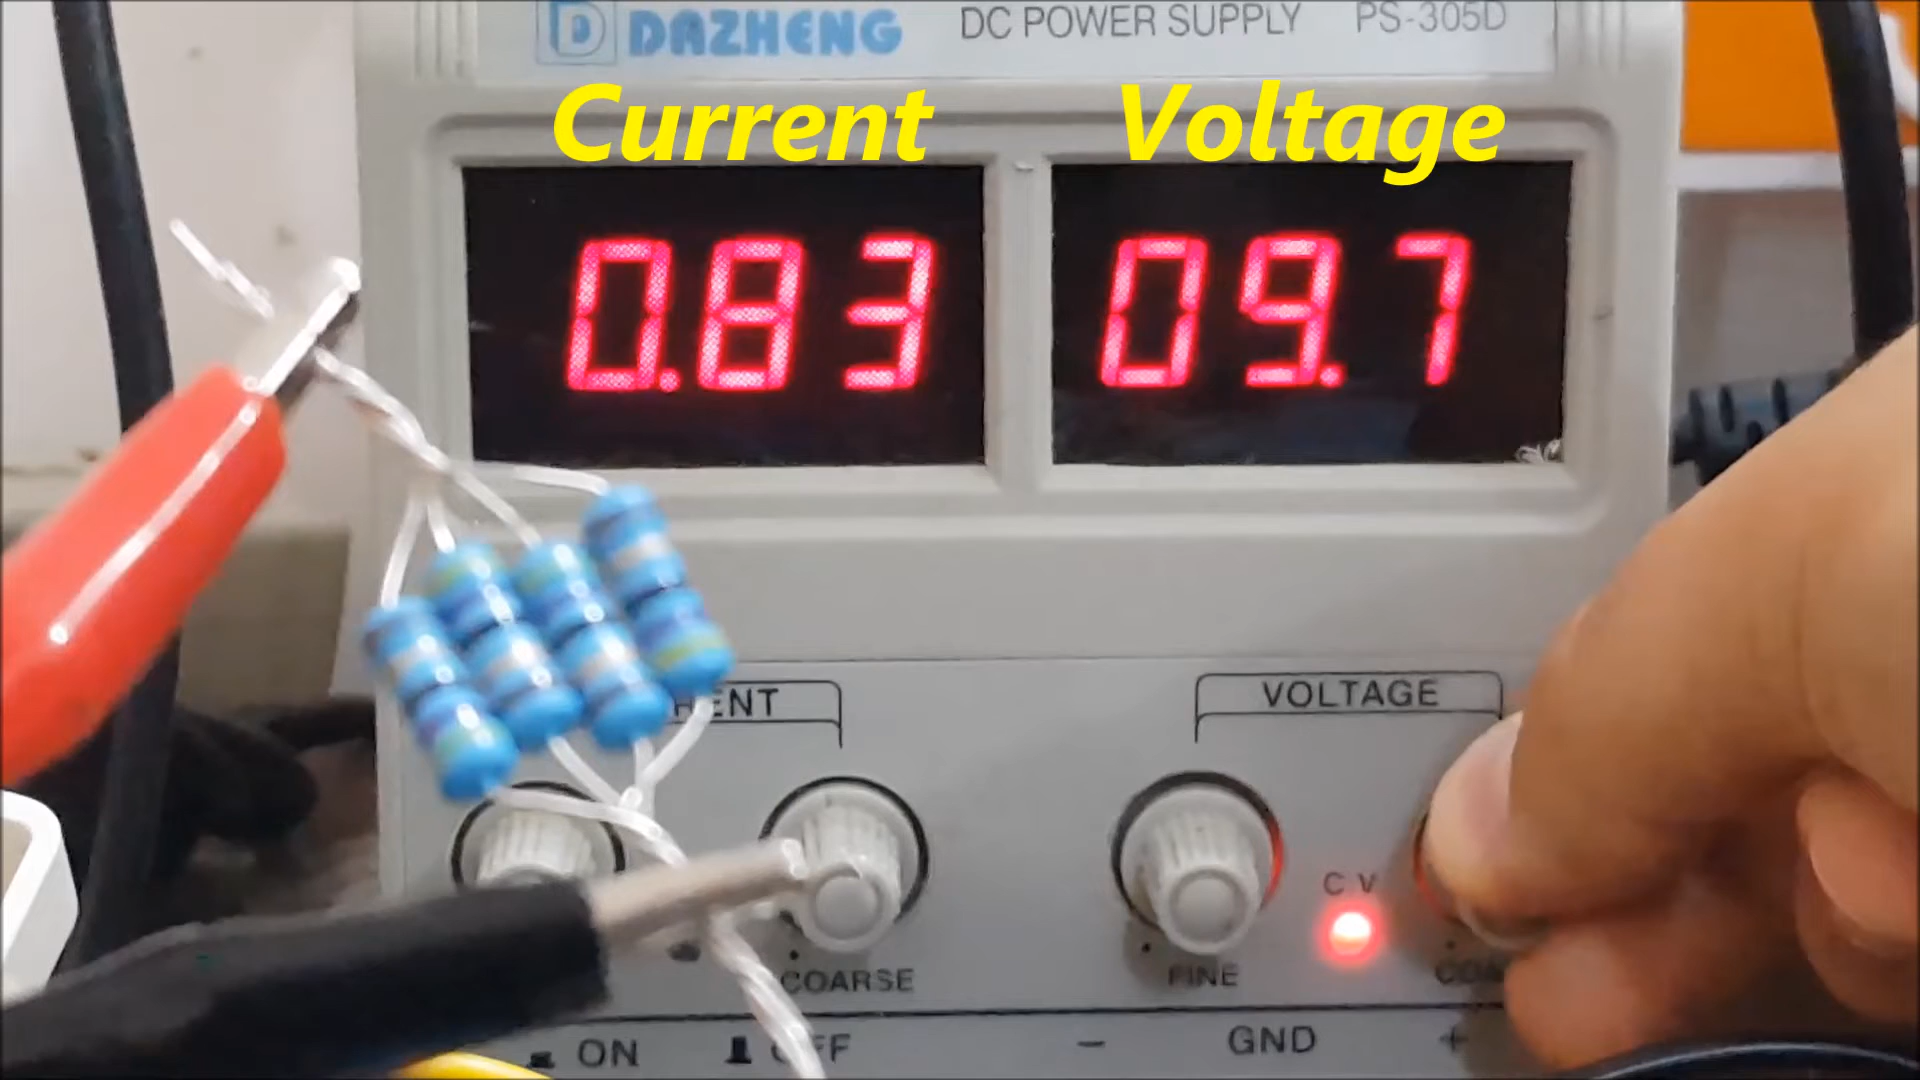 DAZHENG DC POWER SUPPLY PS-305D
Current Voltage
0.83 09.7
VOLTAGE
C V
COARSE FINE
ON GND
- +